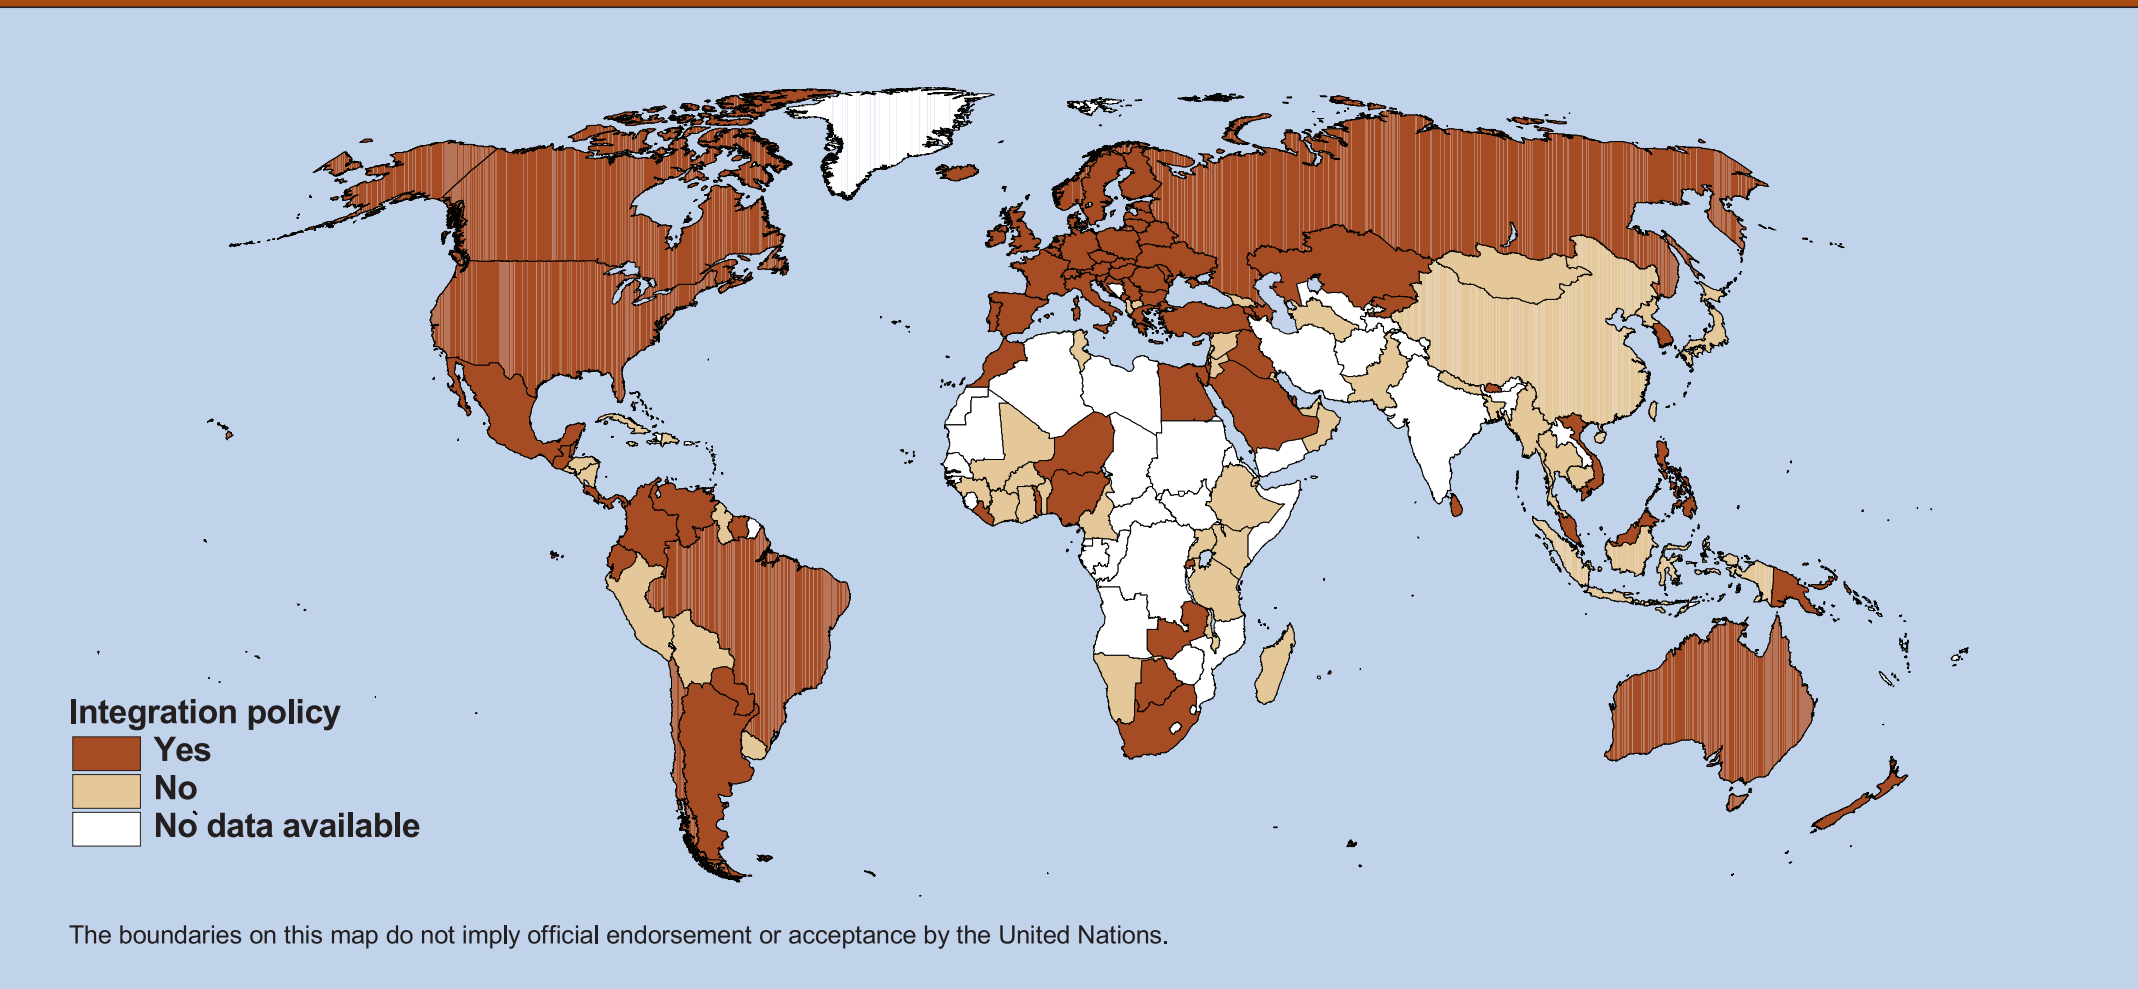 Integration policy
Yes
No
No data available
The boundaries on this map do not imply official endorsement or acceptance by the United Nations.